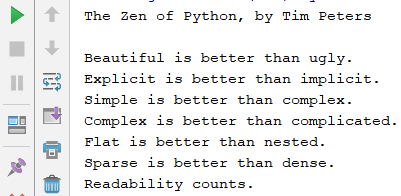 The Zen of Python, by Tim Peters
Beautiful is better than ugly.
Explicit is better than implicit.
Simple is better than complex.
Complex is better than complicated.
Flat is better than nested.
Sparse is better than dense.
Readability counts.